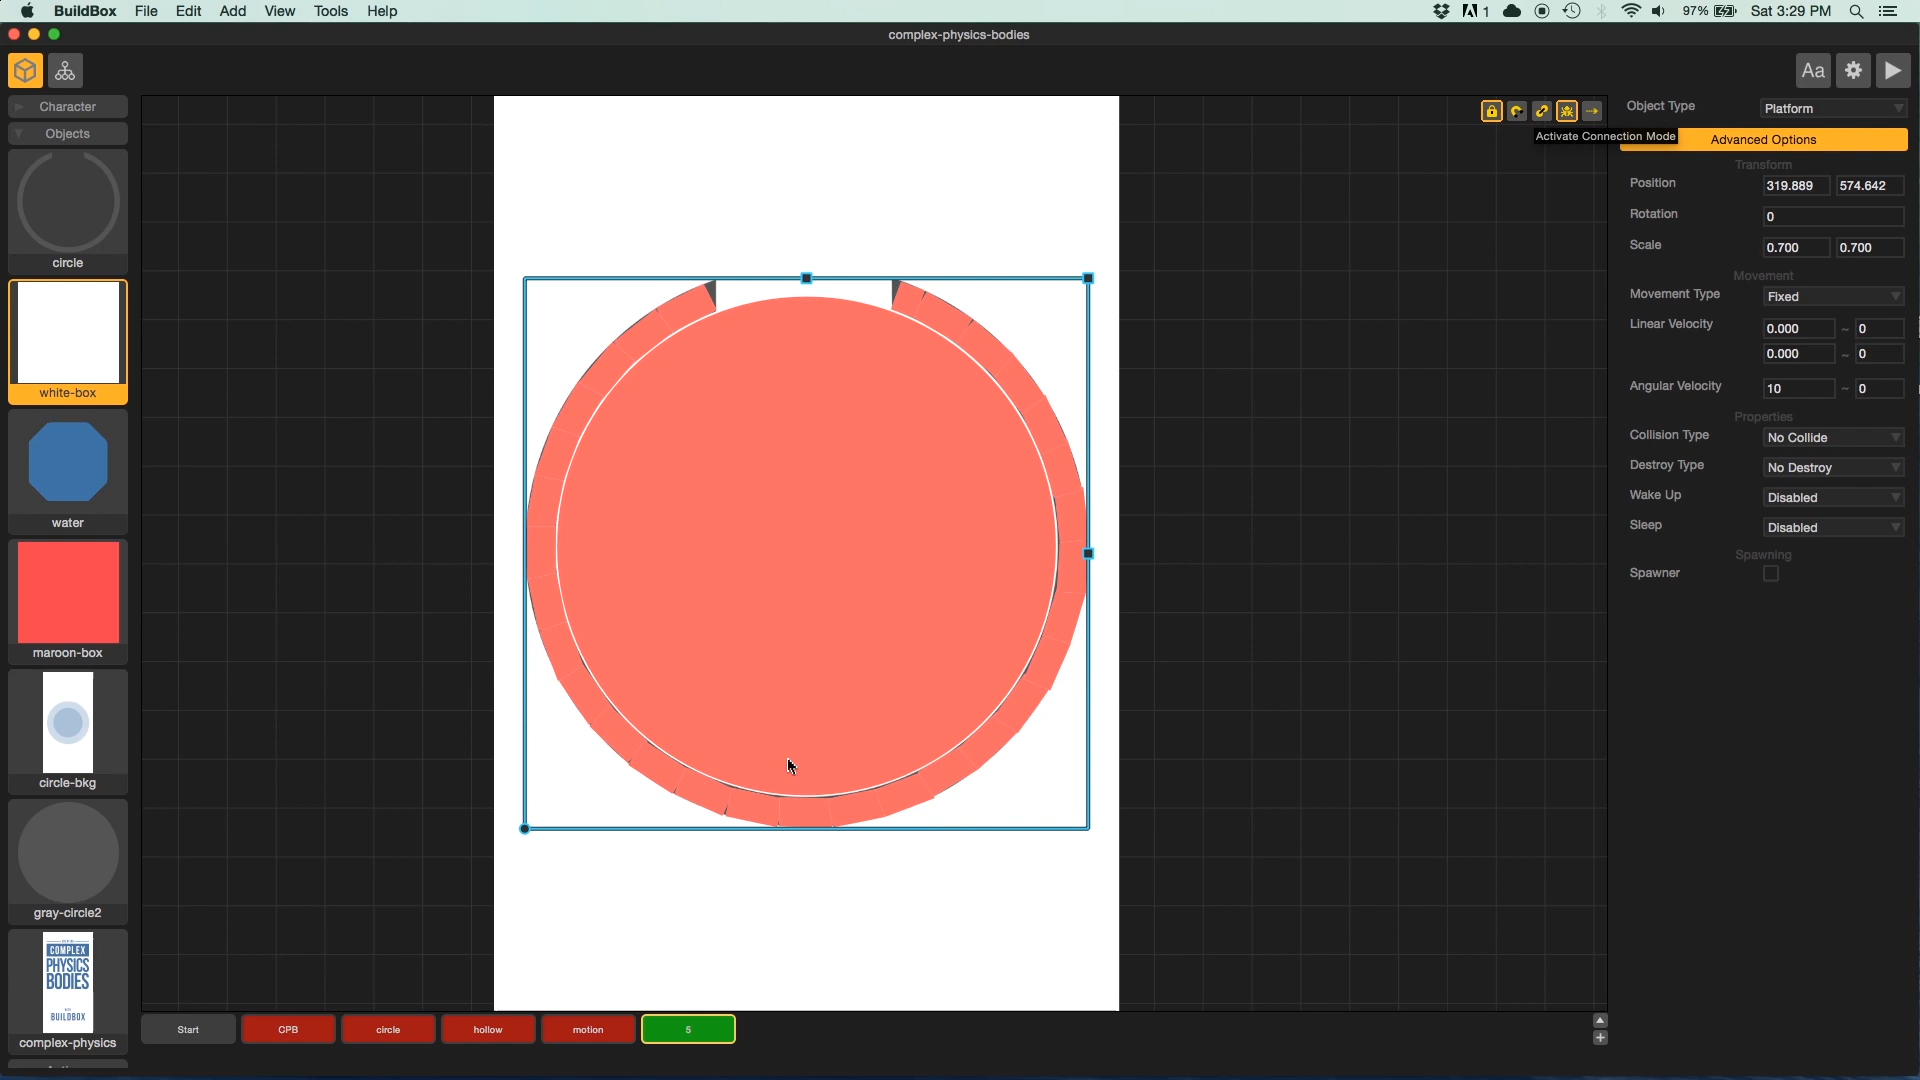 BuildBox File Edit Add View Tools Help
1 97% Sat 3:29 PM
complex-physics-bodies
Aa
Character
Objects
circle
white-box
water
maroon-box
circle-bkg
gray-circle2
COMPLEX
PHYSICS
BODIES
BUILDBOX
complex-physics
Activate Connection Mode
Object Type Platform
Advanced Options
Transform
Position 319.889 574.642
Rotation 0
Scale 0.700 0.700
Movement
Movement Type Fixed
Linear Velocity 0.000 ~ 0
0.000 ~ 0
Angular Velocity 10 ~ 0
Properties
Collision Type No Collide
Destroy Type No Destroy
Wake Up Disabled
Sleep Disabled
Spawning
Spawner
Start CPB circle hollow motion 5